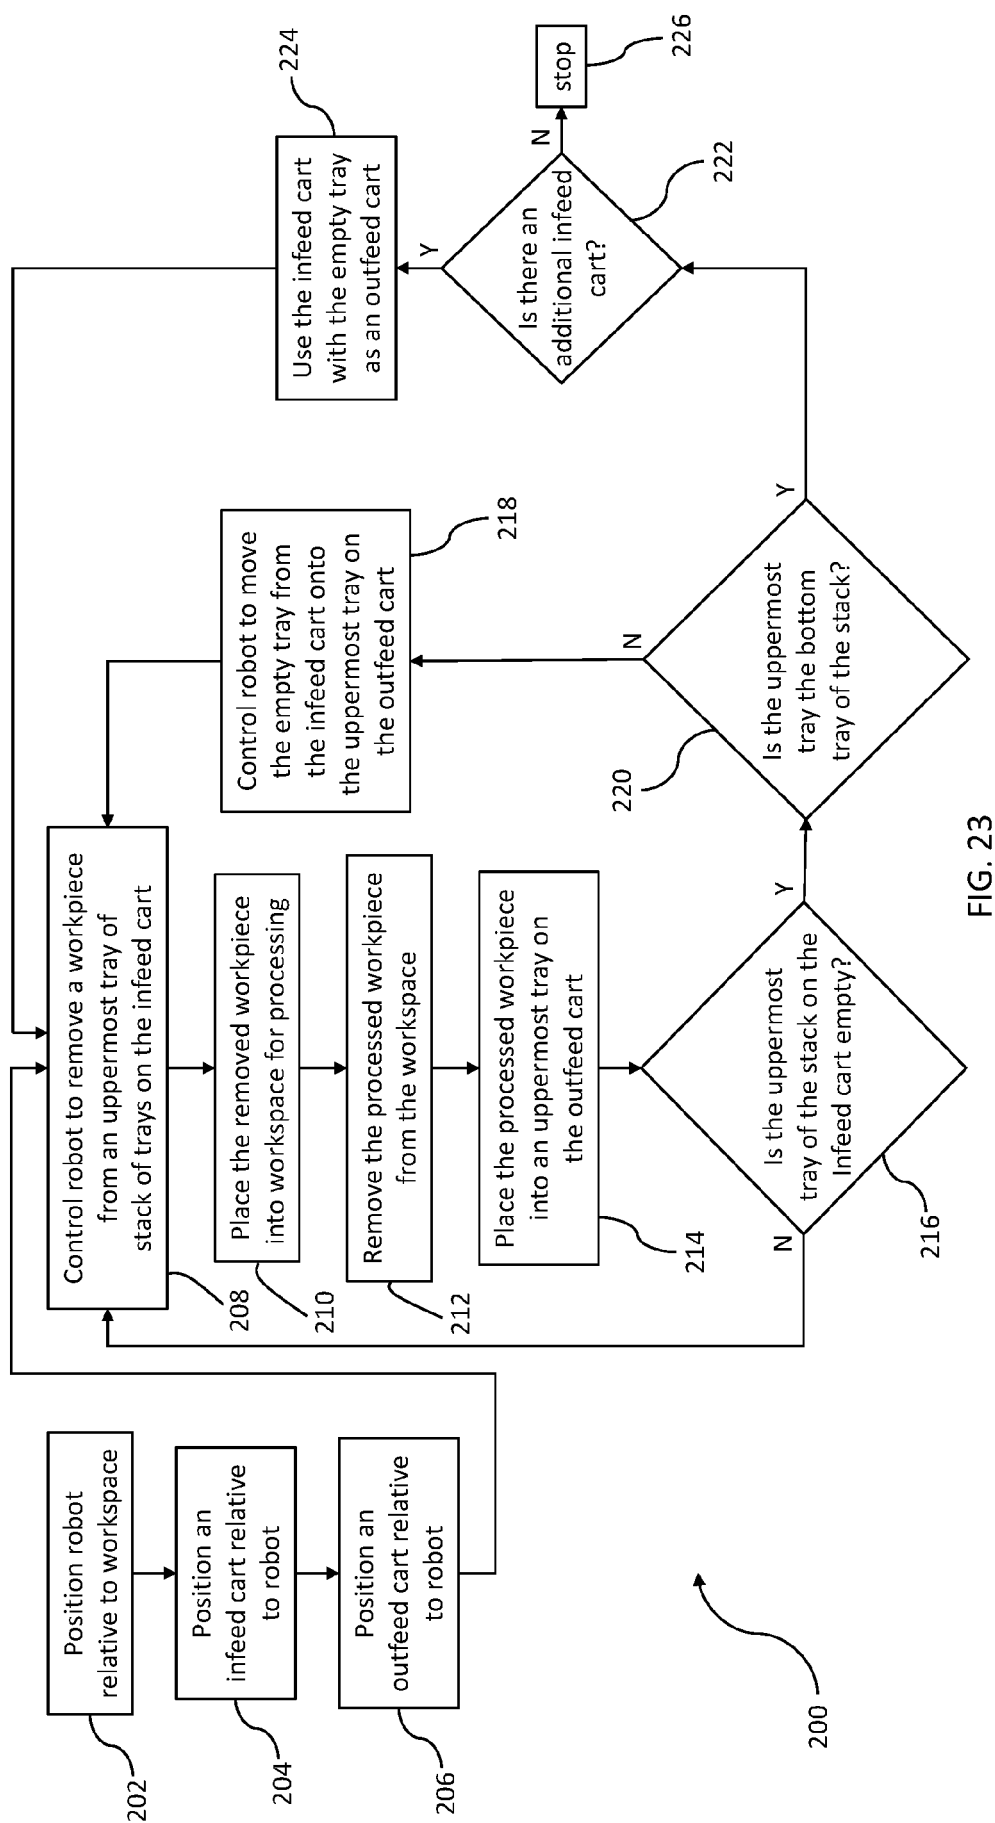 Position robot
relative to workspace
202
Position an
infeed cart relative
to robot
204
Position an
outfeed cart relative
to robot
206
Control robot to remove a workpiece
from an uppermost tray of
stack of trays on the infeed cart
208
Place the removed workpiece
into workspace for processing
210
Remove the processed workpiece
from the workspace
212
Place the processed workpiece
into an uppermost tray on
the outfeed cart
214
Is the uppermost
tray of the stack on the
Infeed cart empty?
216
N
Y
Is the uppermost
tray the bottom
tray of the stack?
220
N
Y
Control robot to move
the empty tray from
the infeed cart onto
the uppermost tray on
the outfeed cart
218
Is there an
additional infeed
cart?
222
Y
N
Use the infeed cart
with the empty tray
as an outfeed cart
224
stop
226
200
FIG. 23